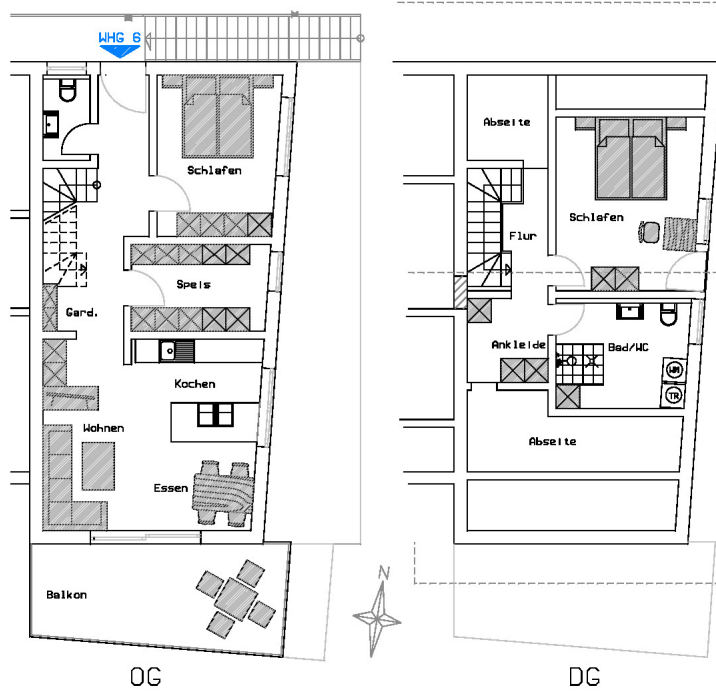 WHG 6
Schlafen
Speis
Gard.
Kochen
Wohnen
Essen
Balkon
N
OG
Abseite
Schlafen
Flur
Ankleide
Bad/WC
WM
TR
Abseite
DG